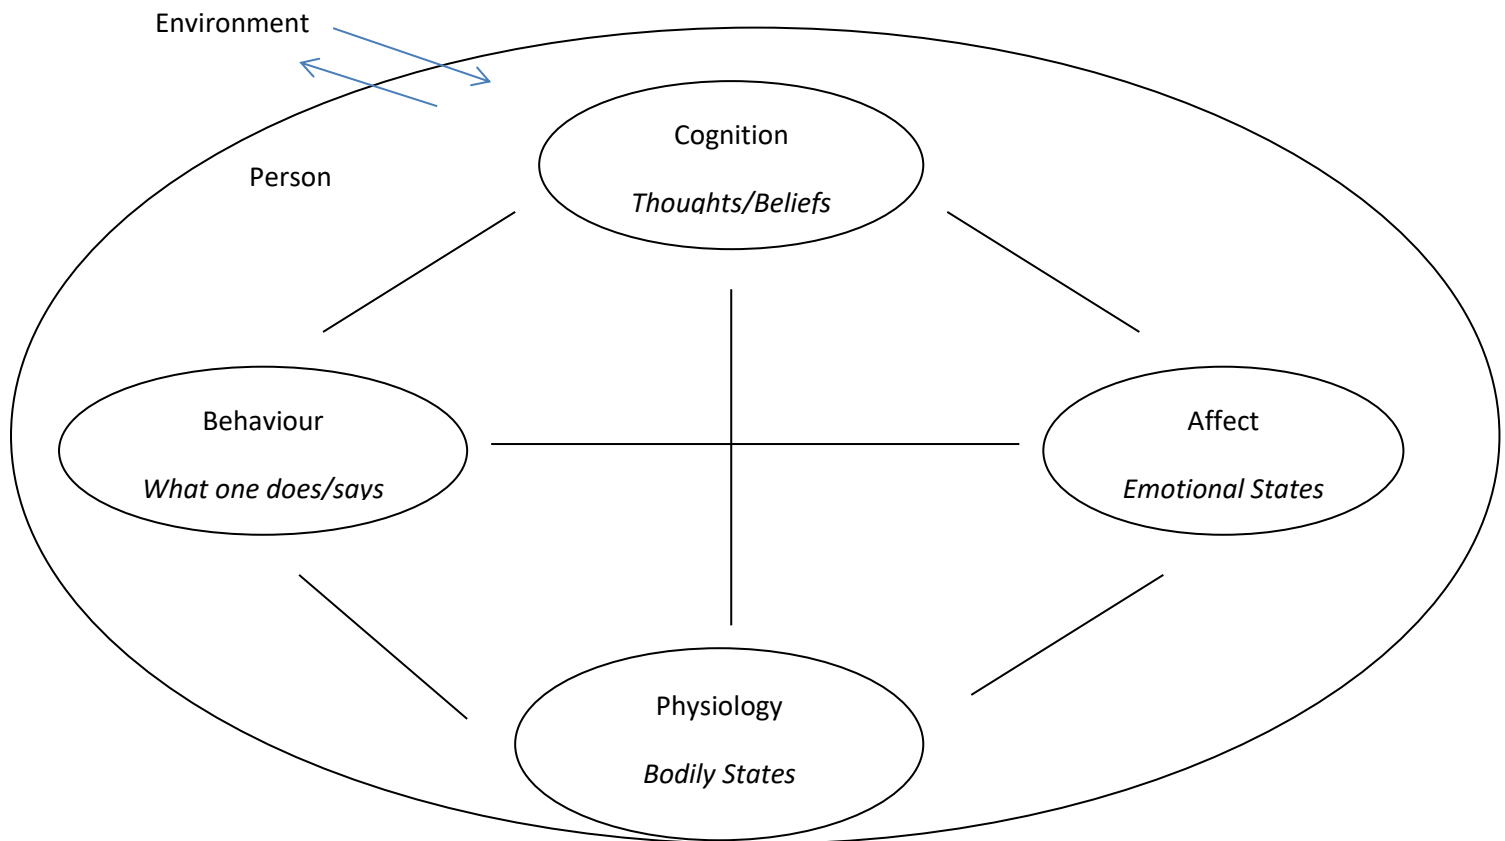 Environment
Cognition
Person
Thoughts/Beliefs
Behaviour
Affect
What one does/says
Emotional States
Physiology
Bodily States